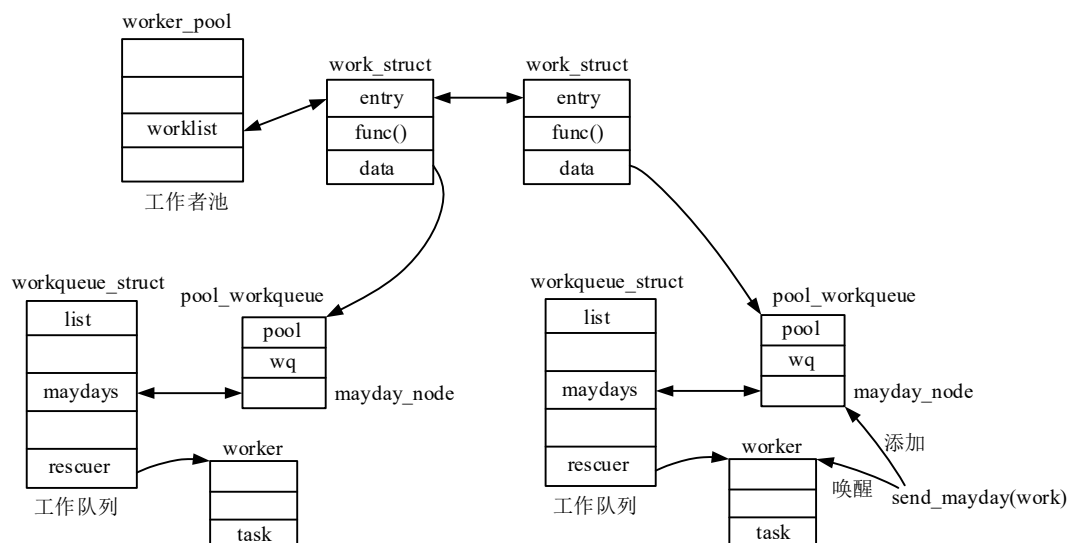 worker_pool
worklist
工作者池
work_struct
entry
func()
data
work_struct
entry
func()
data
workqueue_struct
list
maydays
rescuer
工作队列
pool_workqueue
pool
wq
mayday_node
worker
task
workqueue_struct
list
maydays
rescuer
工作队列
pool_workqueue
pool
wq
mayday_node
worker
task
添加
唤醒
send_mayday(work)